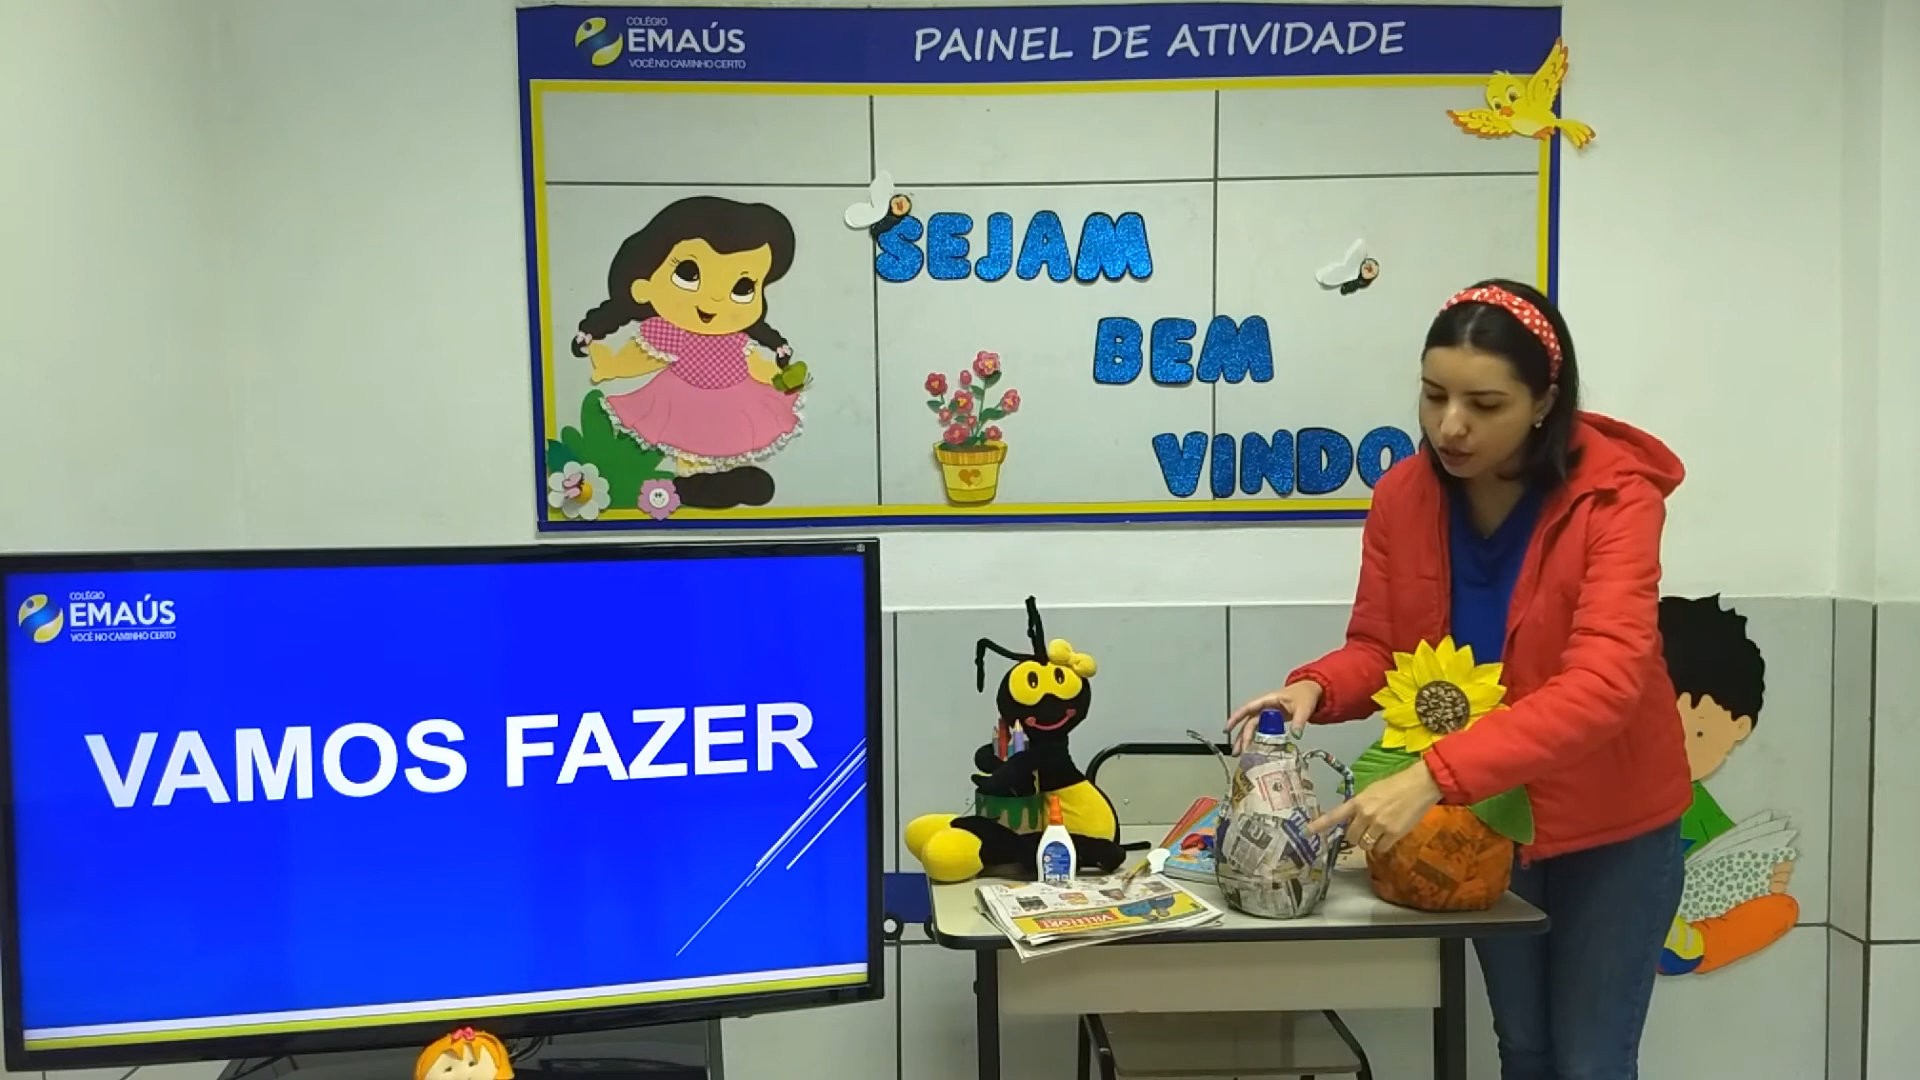 COLÉGIO
EMAÚS
VOCÊ NO CAMINHO CERTO
PAINEL DE ATIVIDADE
SEJAM
BEM
VINDO
COLÉGIO
EMAÚS
VOCÊ NO CAMINHO CERTO
VAMOS FAZER